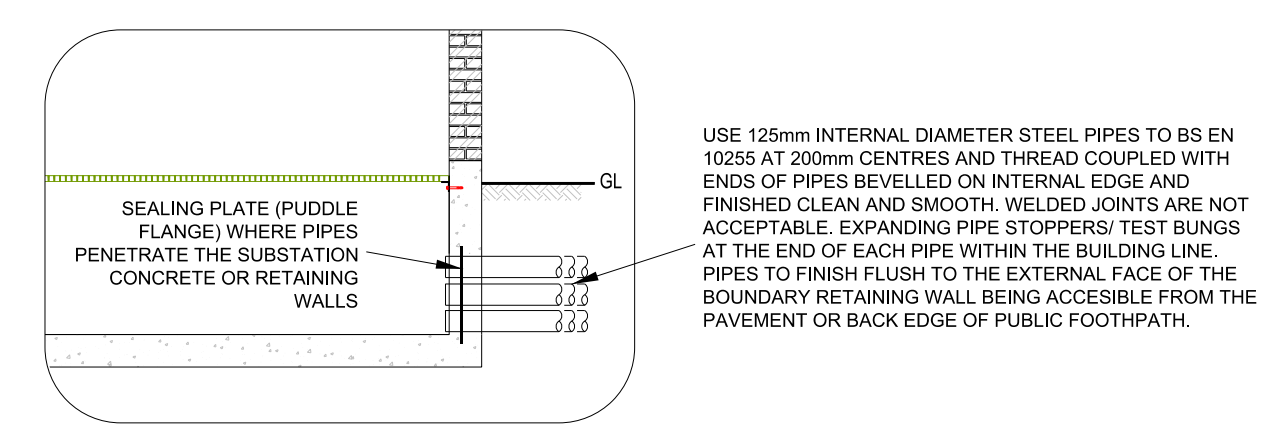 SEALING PLATE (PUDDLE
FLANGE) WHERE PIPES
PENETRATE THE SUBSTATION
CONCRETE OR RETAINING
WALLS
GL
USE 125mm INTERNAL DIAMETER STEEL PIPES TO BS EN
10255 AT 200mm CENTRES AND THREAD COUPLED WITH
ENDS OF PIPES BEVELLED ON INTERNAL EDGE AND
FINISHED CLEAN AND SMOOTH. WELDED JOINTS ARE NOT
ACCEPTABLE. EXPANDING PIPE STOPPERS/ TEST BUNGS
AT THE END OF EACH PIPE WITHIN THE BUILDING LINE.
PIPES TO FINISH FLUSH TO THE EXTERNAL FACE OF THE
BOUNDARY RETAINING WALL BEING ACCESIBLE FROM THE
PAVEMENT OR BACK EDGE OF PUBLIC FOOTHPATH.